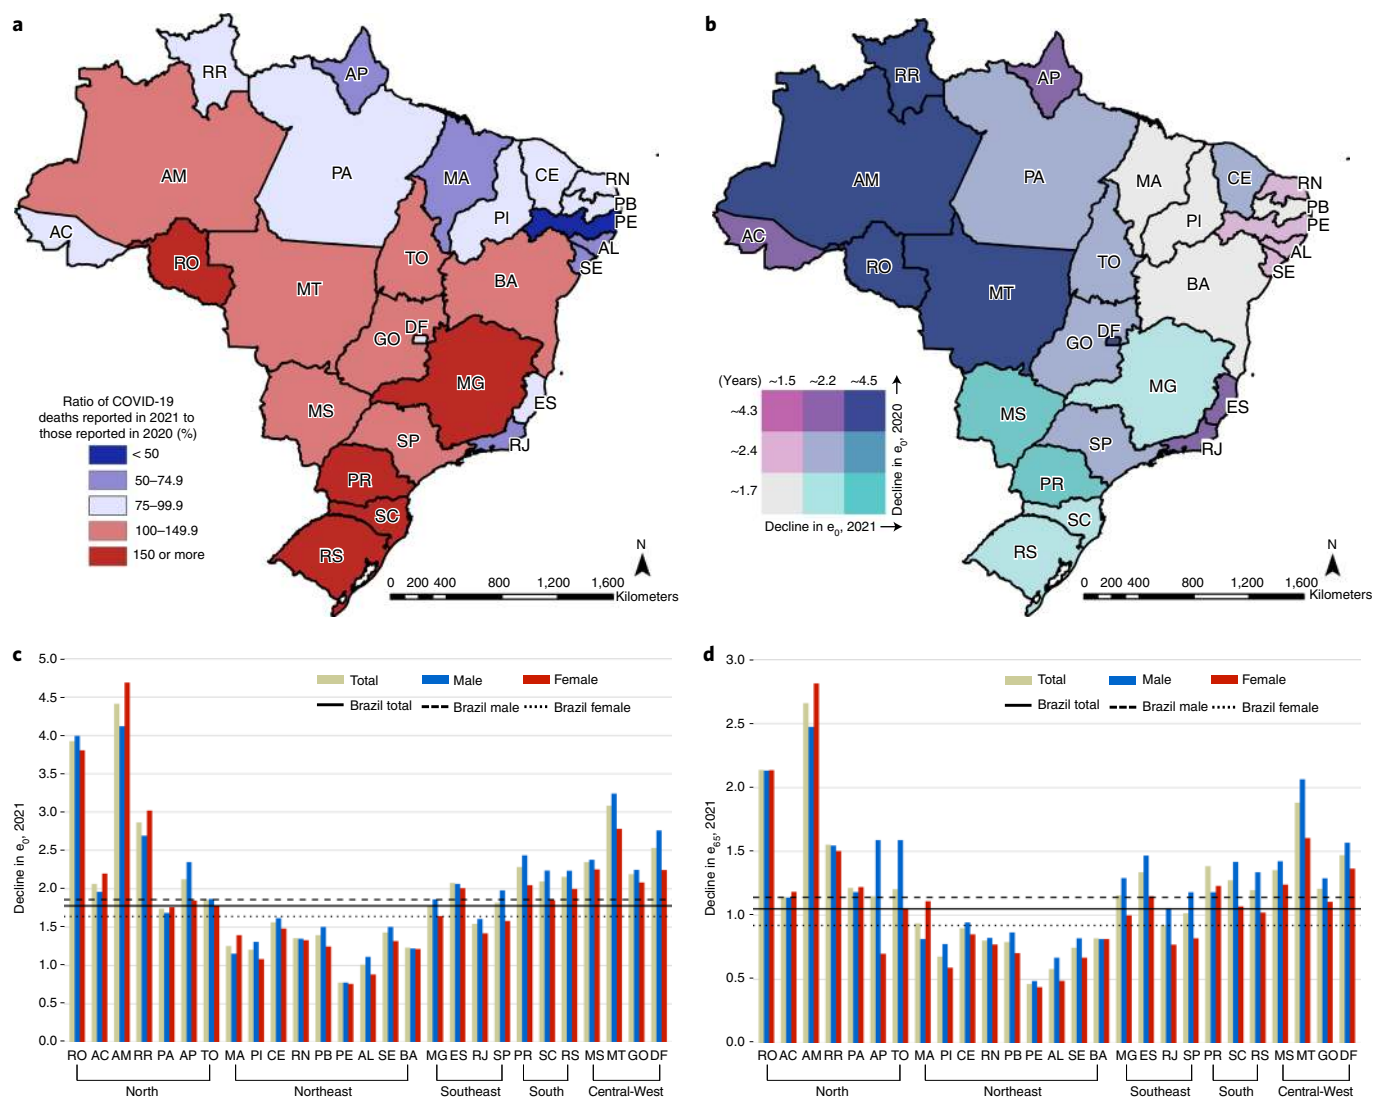 a
RR
AP
AM
PA
MA
CE
RN
PB
PE
PI
AC
AL
SE
RO
TO
BA
MT
DF
GO
MG
ES
MS
SP
RJ
PR
SC
RS
Ratio of COVID-19
deaths reported in 2021 to
those reported in 2020 (%)
< 50
50–74.9
75–99.9
100–149.9
150 or more
N
0 200 400 800 1,200 1,600
Kilometers
b
RR
AP
AM
PA
MA
CE
RN
PB
PE
PI
AC
AL
SE
RO
TO
BA
MT
DF
GO
MG
ES
MS
SP
RJ
PR
SC
RS
(Years) ~1.5 ~2.2 ~4.5
~4.3
~2.4
~1.7
Decline in e0, 2020
Decline in e0, 2021
N
0 200 400 800 1,200 1,600
Kilometers
c
Total Male Female
Brazil total Brazil male Brazil female
Decline in e0, 2021
5.0
4.5
4.0
3.5
3.0
2.5
2.0
1.5
1.0
0.5
0.0
RO AC AM RR PA AP TO MA PI CE RN PB PE AL SE BA MG ES RJ SP PR SC RS MS MT GO DF
North Northeast Southeast South Central-West
d
Total Male Female
Brazil total Brazil male Brazil female
Decline in e65, 2021
3.0
2.5
2.0
1.5
1.0
0.5
0.0
RO AC AM RR PA AP TO MA PI CE RN PB PE AL SE BA MG ES RJ SP PR SC RS MS MT GO DF
North Northeast Southeast South Central-West